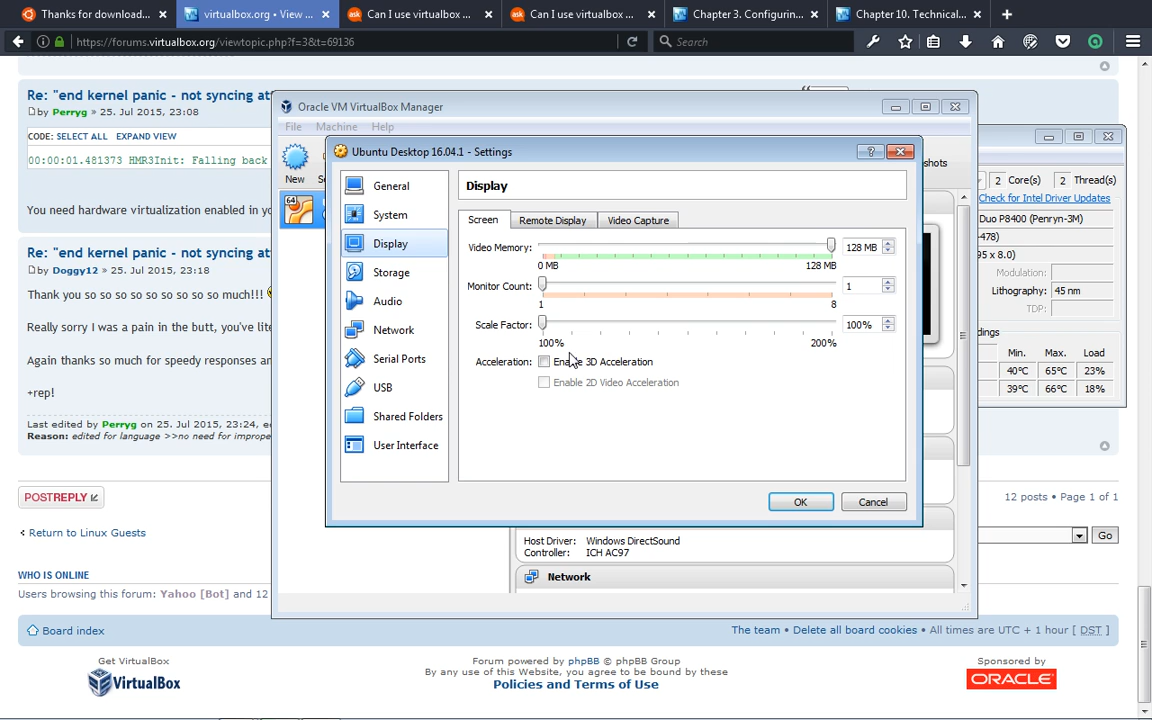 Thanks for download...
virtualbox.org • View ...
Can I use virtualbox ...
Can I use virtualbox ...
Chapter 3. Configurin...
Chapter 10. Technical...
https://forums.virtualbox.org/viewtopic.php?f=3&t=69136
Search
Re: "end kernel panic - not syncing at
by Perryg » 25. Jul 2015, 23:08
CODE: SELECT ALL EXPAND VIEW
00:00:01.481373 HMR3Init: Falling back
You need hardware virtualization enabled in yo
Re: "end kernel panic - not syncing at
by Doggy12 » 25. Jul 2015, 23:18
Thank you so so so so so so so so much!!!
Really sorry I was a pain in the butt, you've lite
Again thanks so much for speedy responses an
+rep!
Last edited by Perryg on 25. Jul 2015, 23:24, e
Reason: edited for language >>no need for imprope
POSTREPLY
Return to Linux Guests
12 posts • Page 1 of 1
Go
WHO IS ONLINE
Users browsing this forum: Yahoo [Bot] and 12
Board index
The team • Delete all board cookies • All times are UTC + 1 hour [ DST ]
Get VirtualBox
VirtualBox
Forum powered by phpBB © phpBB Group
By any use of this Website, you agree to be bound by these
Policies and Terms of Use
Sponsored by
ORACLE
Oracle VM VirtualBox Manager
File Machine Help
New
64
shots
Host Driver: Windows DirectSound
Controller: ICH AC97
Network
Ubuntu Desktop 16.04.1 - Settings
General
System
Display
Storage
Audio
Network
Serial Ports
USB
Shared Folders
User Interface
Display
Screen
Remote Display
Video Capture
Video Memory:
128 MB
0 MB
128 MB
Monitor Count:
1
1
8
Scale Factor:
100%
100%
200%
Acceleration:
Enable 3D Acceleration
Enable 2D Video Acceleration
OK
Cancel
2 Core(s) 2 Thread(s)
Check for Intel Driver Updates
Duo P8400 (Penryn-3M)
-478)
95 x 8.0)
Modulation:
Lithography: 45 nm
TDP:
dings
Min. Max. Load
40°C 65°C 23%
39°C 66°C 18%